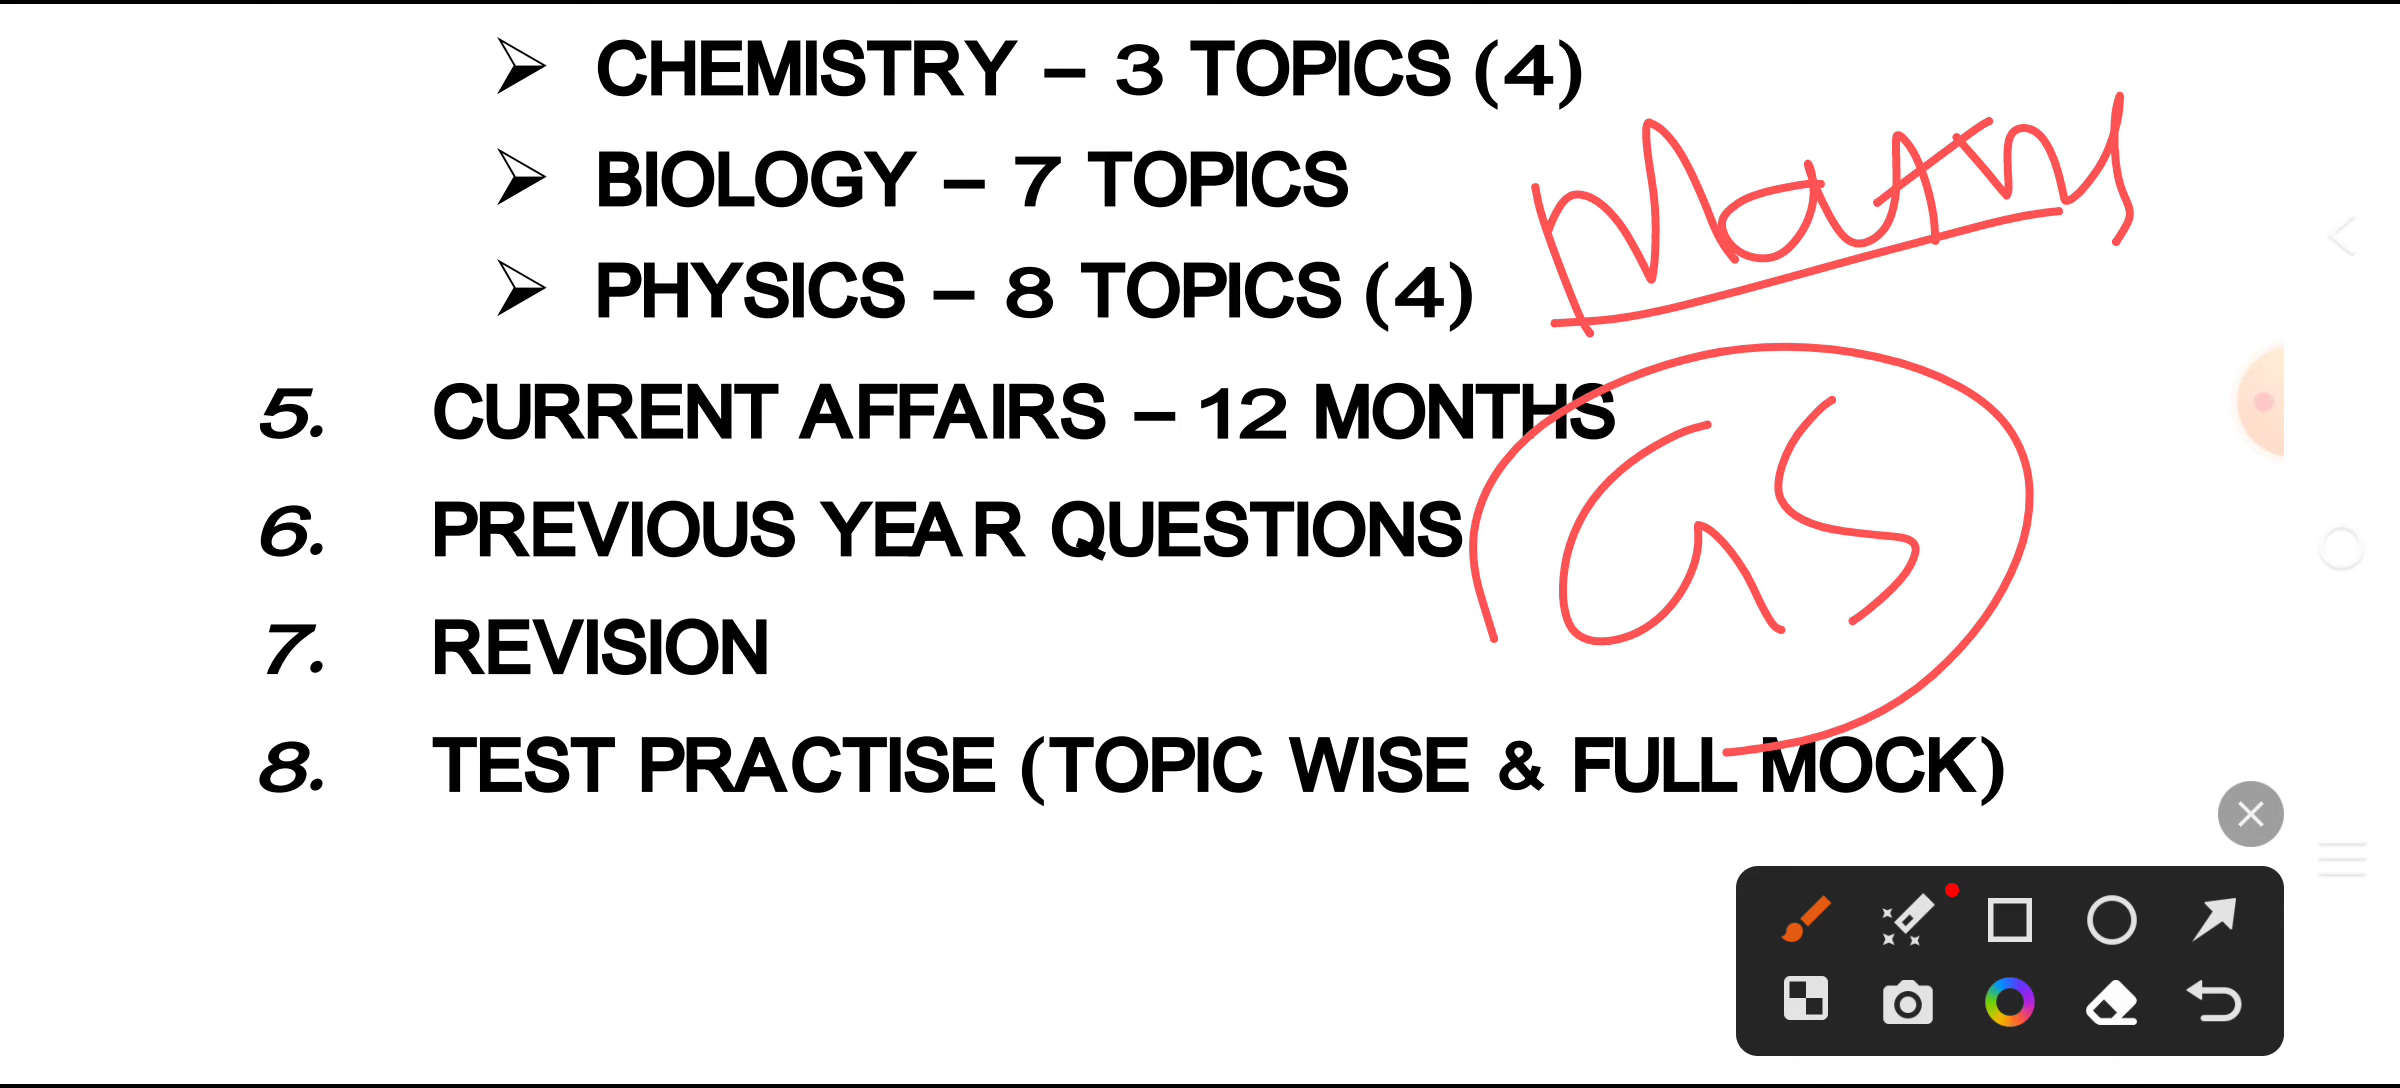 ➢ CHEMISTRY – 3 TOPICS (4)
➢ BIOLOGY – 7 TOPICS
➢ PHYSICS – 8 TOPICS (4)
Maths
5. CURRENT AFFAIRS – 12 MONTHS
GS
6. PREVIOUS YEAR QUESTIONS
7. REVISION
8. TEST PRACTISE (TOPIC WISE & FULL MOCK)